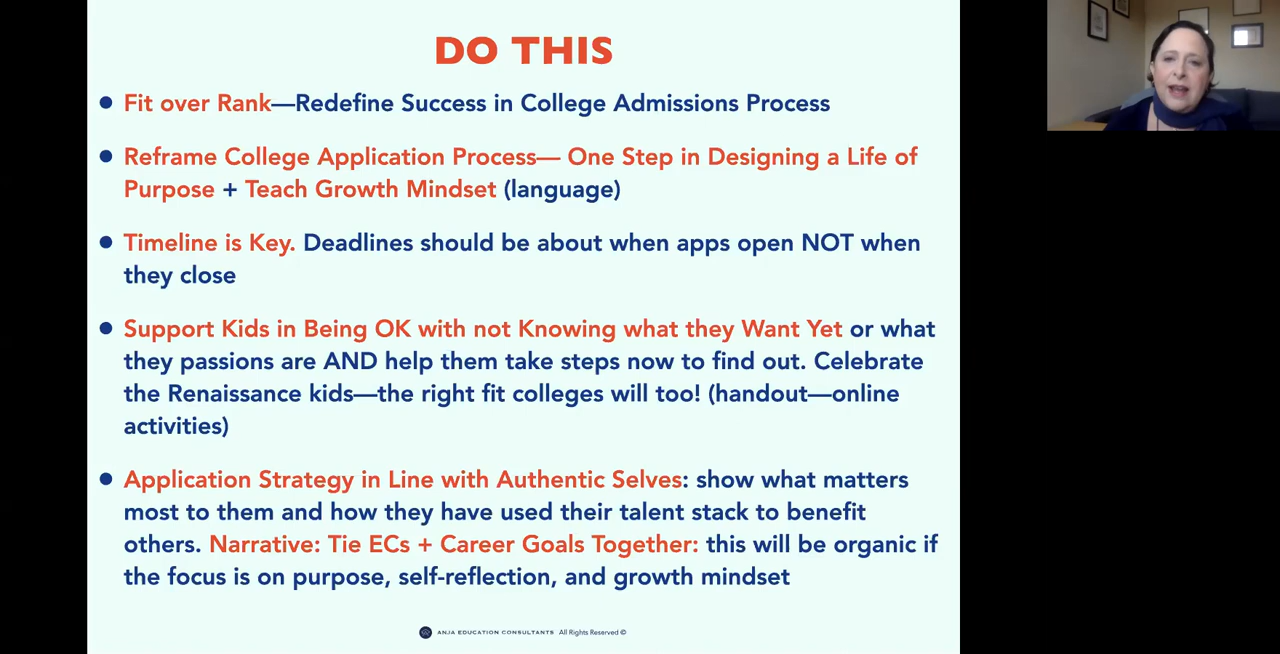 DO THIS
• Fit over Rank—Redefine Success in College Admissions Process
• Reframe College Application Process— One Step in Designing a Life of
Purpose + Teach Growth Mindset (language)
• Timeline is Key. Deadlines should be about when apps open NOT when
they close
• Support Kids in Being OK with not Knowing what they Want Yet or what
they passions are AND help them take steps now to find out. Celebrate
the Renaissance kids—the right fit colleges will too! (handout—online
activities)
• Application Strategy in Line with Authentic Selves: show what matters
most to them and how they have used their talent stack to benefit
others. Narrative: Tie ECs + Career Goals Together: this will be organic if
the focus is on purpose, self-reflection, and growth mindset
ANJA EDUCATION CONSULTANTS All Rights Reserved ©